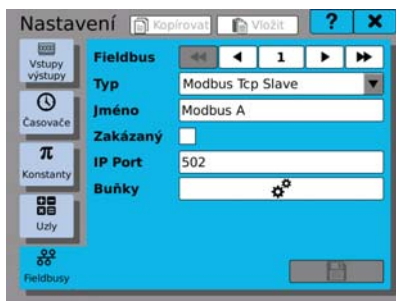 Nastavení Kopírovat Vložit ? ×
Vstupy
výstupy
Časovače
π
Konstanty
Uzly
Fieldbusy
Fieldbus 1
Typ Modbus Tcp Slave
Jméno Modbus A
Zakázaný
IP Port 502
Buňky